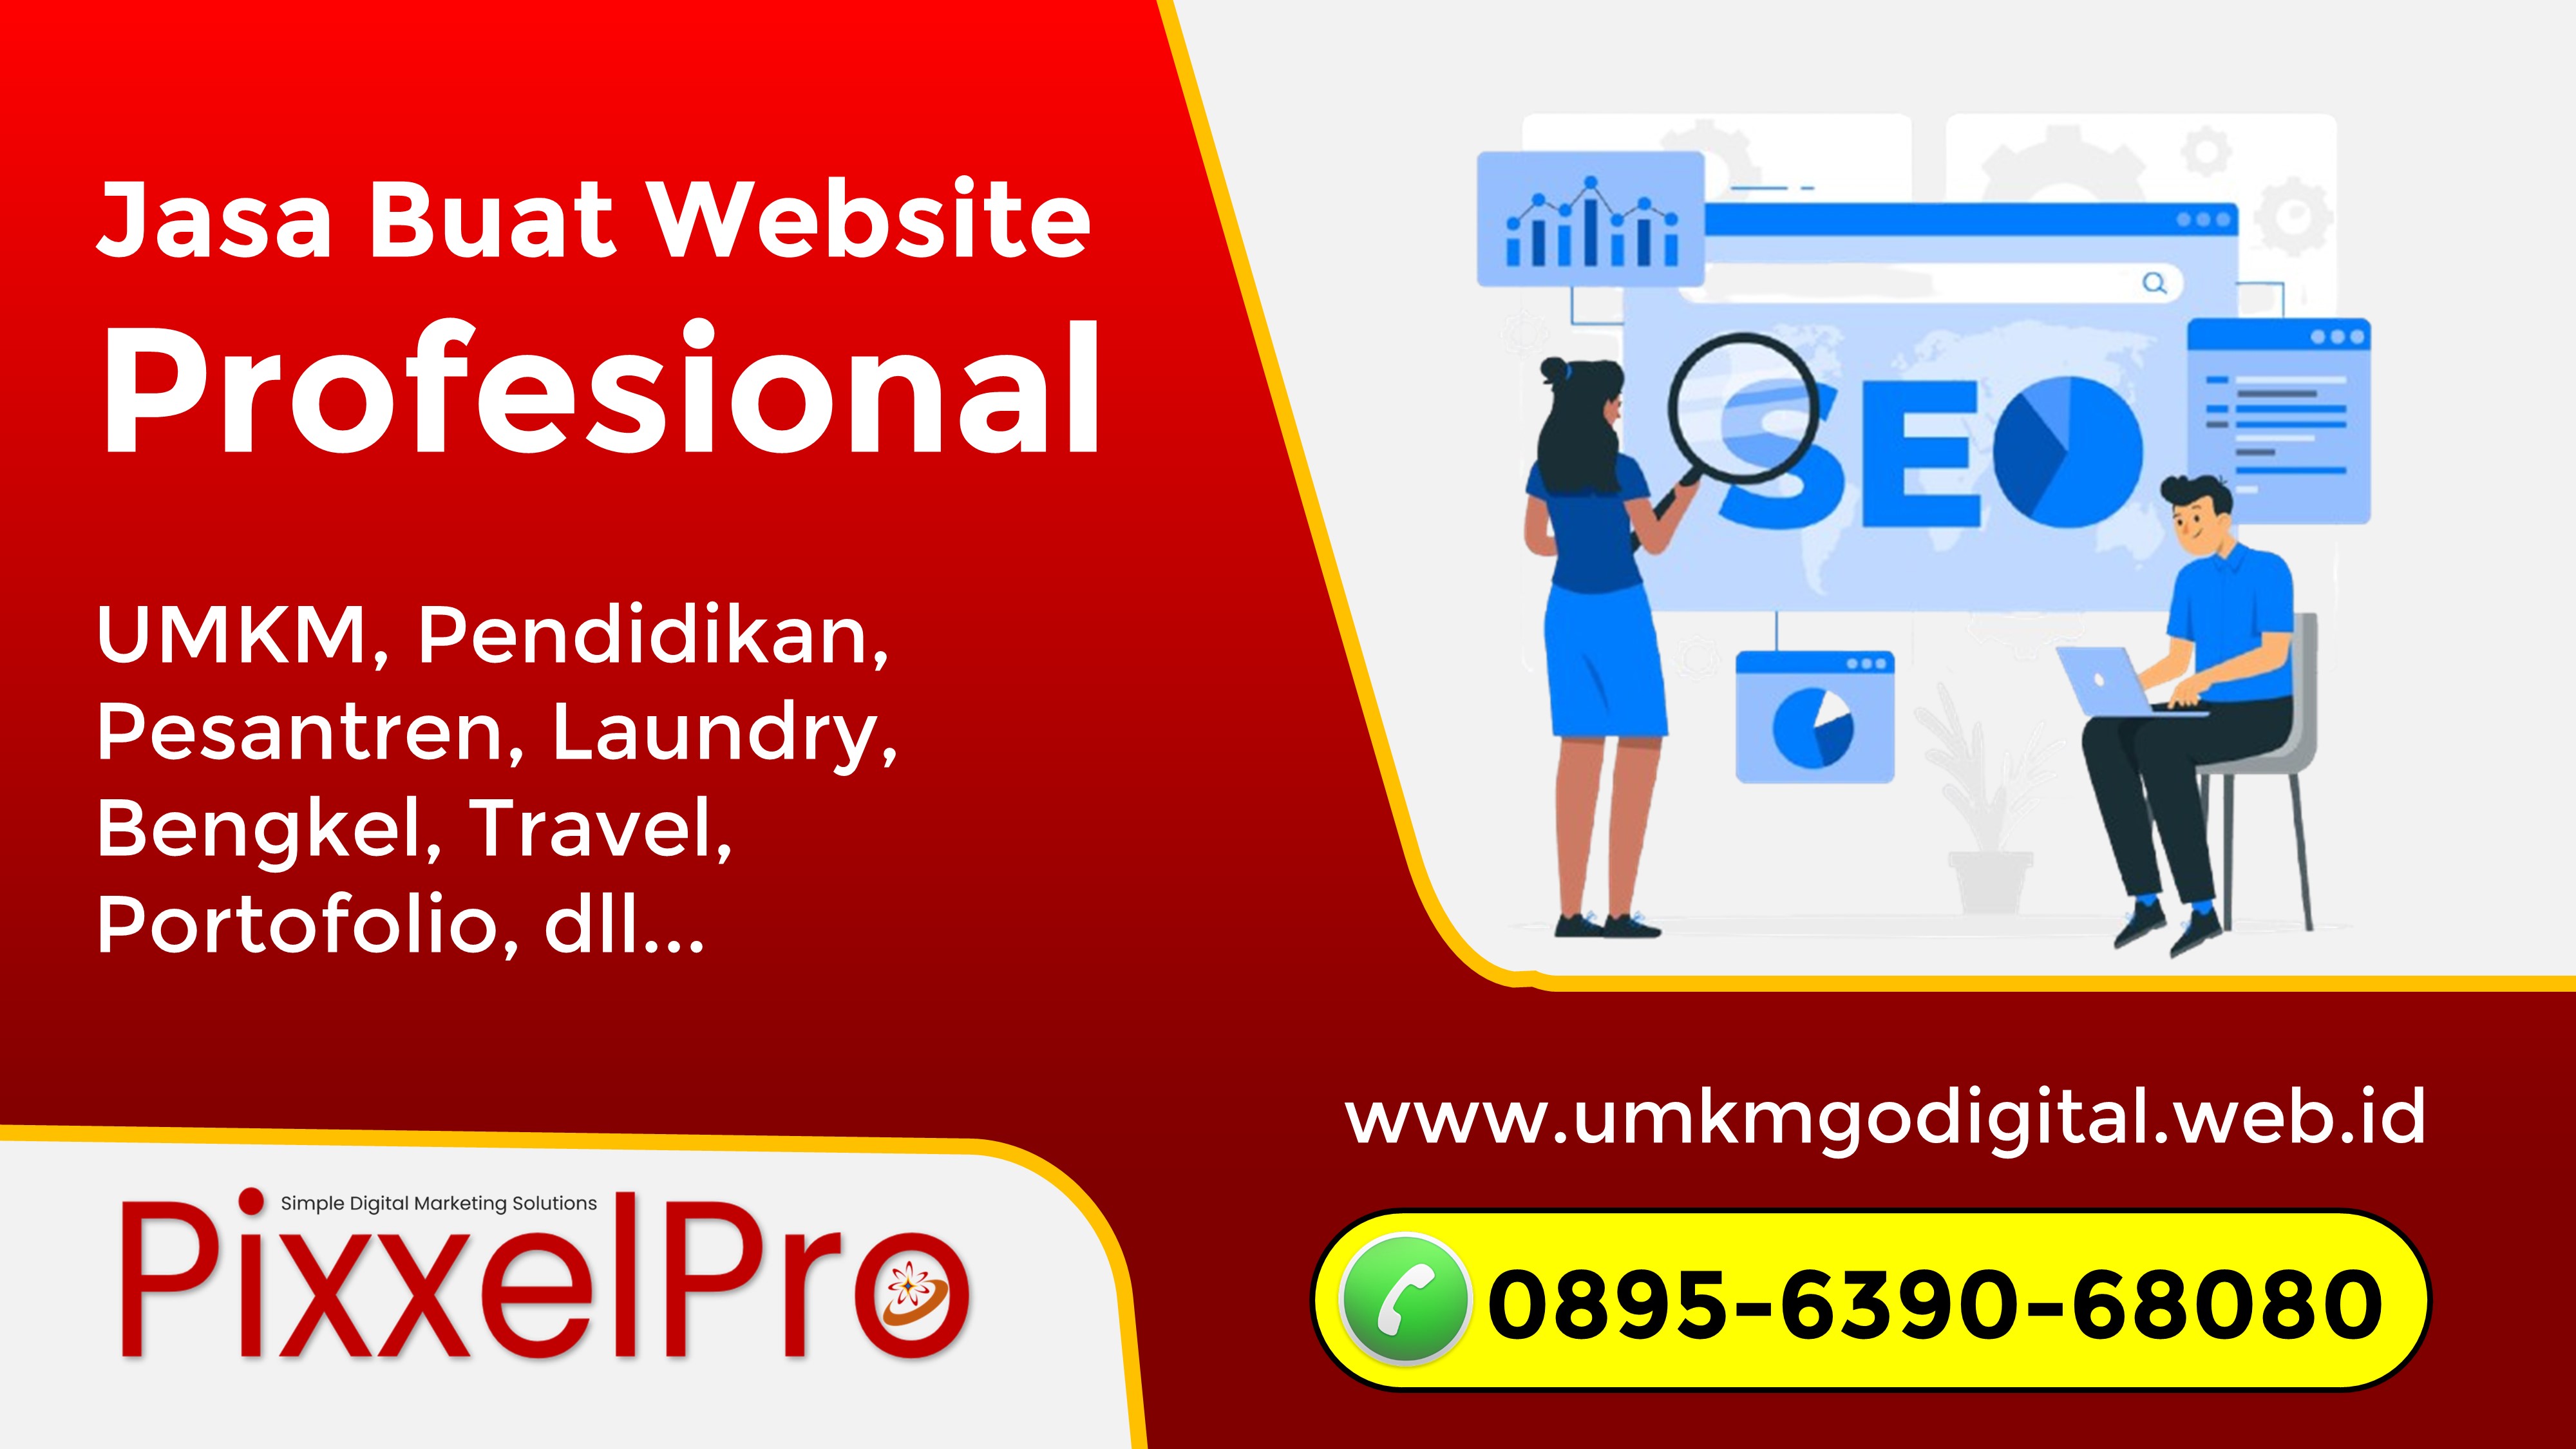 Jasa Buat Website
Profesional
UMKM, Pendidikan,
Pesantren, Laundry,
Bengkel, Travel,
Portofolio, dll...
SEO
www.umkmgodigital.web.id
Simple Digital Marketing Solutions
PixxelPro
0895-6390-68080